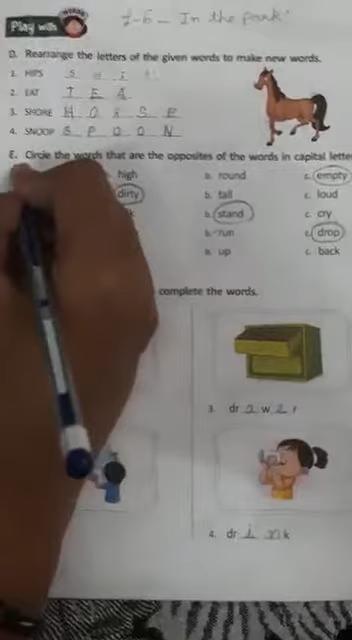 L-6 - In the park
Play with WORDS
D. Rearrange the letters of the given words to make new words.
1. HIPS S H I
2. EAT T E A
3. SHORE H O R S E
4. SNOOP S P O O N
E. Circle the words that are the opposites of the words in capital letter
high b. round c. empty
dirty b. tall c. loud
b. stand c. cry
b. run c. drop
b. up c. back
complete the words.
3. dr a w e r
4. dr i n k